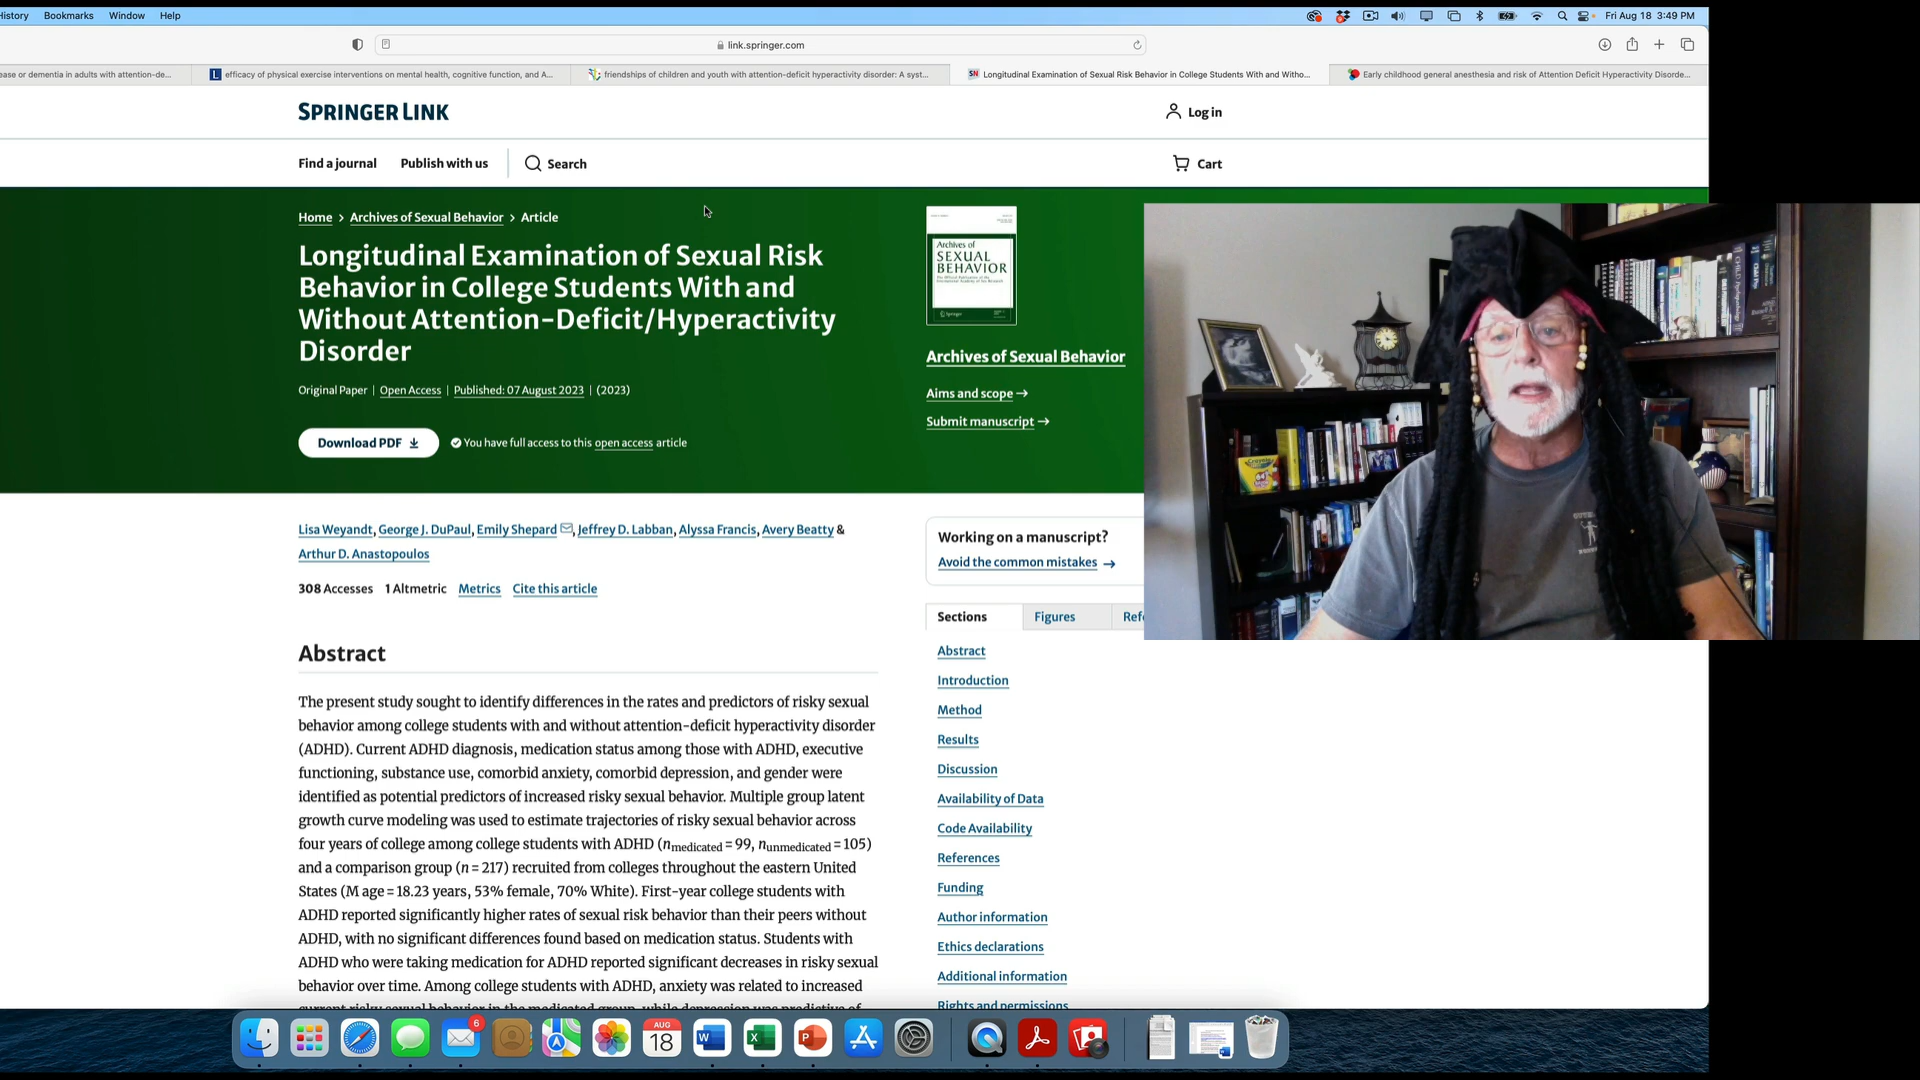 History Bookmarks Window Help
Fri Aug 18 3:49 PM
link.springer.com
ease or dementia in adults with attention-de...
L efficacy of physical exercise interventions on mental health, cognitive function, and A...
friendships of children and youth with attention-deficit hyperactivity disorder: A syst...
SN Longitudinal Examination of Sexual Risk Behavior in College Students With and Witho...
Early childhood general anesthesia and risk of Attention Deficit Hyperactivity Disorde...
SPRINGER LINK
Log in
Find a journal Publish with us Search
Cart
Home > Archives of Sexual Behavior > Article
Longitudinal Examination of Sexual Risk
Behavior in College Students With and
Without Attention-Deficit/Hyperactivity
Disorder
Original Paper | Open Access | Published: 07 August 2023 | (2023)
Download PDF
You have full access to this open access article
Archives of
SEXUAL
BEHAVIOR
Springer
Archives of Sexual Behavior
Aims and scope →
Submit manuscript →
Lisa Weyandt, George J. DuPaul, Emily Shepard, Jeffrey D. Labban, Alyssa Francis, Avery Beatty &
Arthur D. Anastopoulos
308 Accesses 1 Altmetric Metrics Cite this article
Working on a manuscript?
Avoid the common mistakes →
Sections Figures Refe
Abstract
Introduction
Method
Results
Discussion
Availability of Data
Code Availability
References
Funding
Author information
Ethics declarations
Additional information
Rights and permissions
Abstract
The present study sought to identify differences in the rates and predictors of risky sexual
behavior among college students with and without attention-deficit hyperactivity disorder
(ADHD). Current ADHD diagnosis, medication status among those with ADHD, executive
functioning, substance use, comorbid anxiety, comorbid depression, and gender were
identified as potential predictors of increased risky sexual behavior. Multiple group latent
growth curve modeling was used to estimate trajectories of risky sexual behavior across
four years of college among college students with ADHD (nmedicated = 99, nunmedicated = 105)
and a comparison group (n = 217) recruited from colleges throughout the eastern United
States (M age = 18.23 years, 53% female, 70% White). First-year college students with
ADHD reported significantly higher rates of sexual risk behavior than their peers without
ADHD, with no significant differences found based on medication status. Students with
ADHD who were taking medication for ADHD reported significant decreases in risky sexual
behavior over time. Among college students with ADHD, anxiety was related to increased
current risky sexual behavior in the medicated group, while depression was predictive of
6
AUG
18
W
X
P